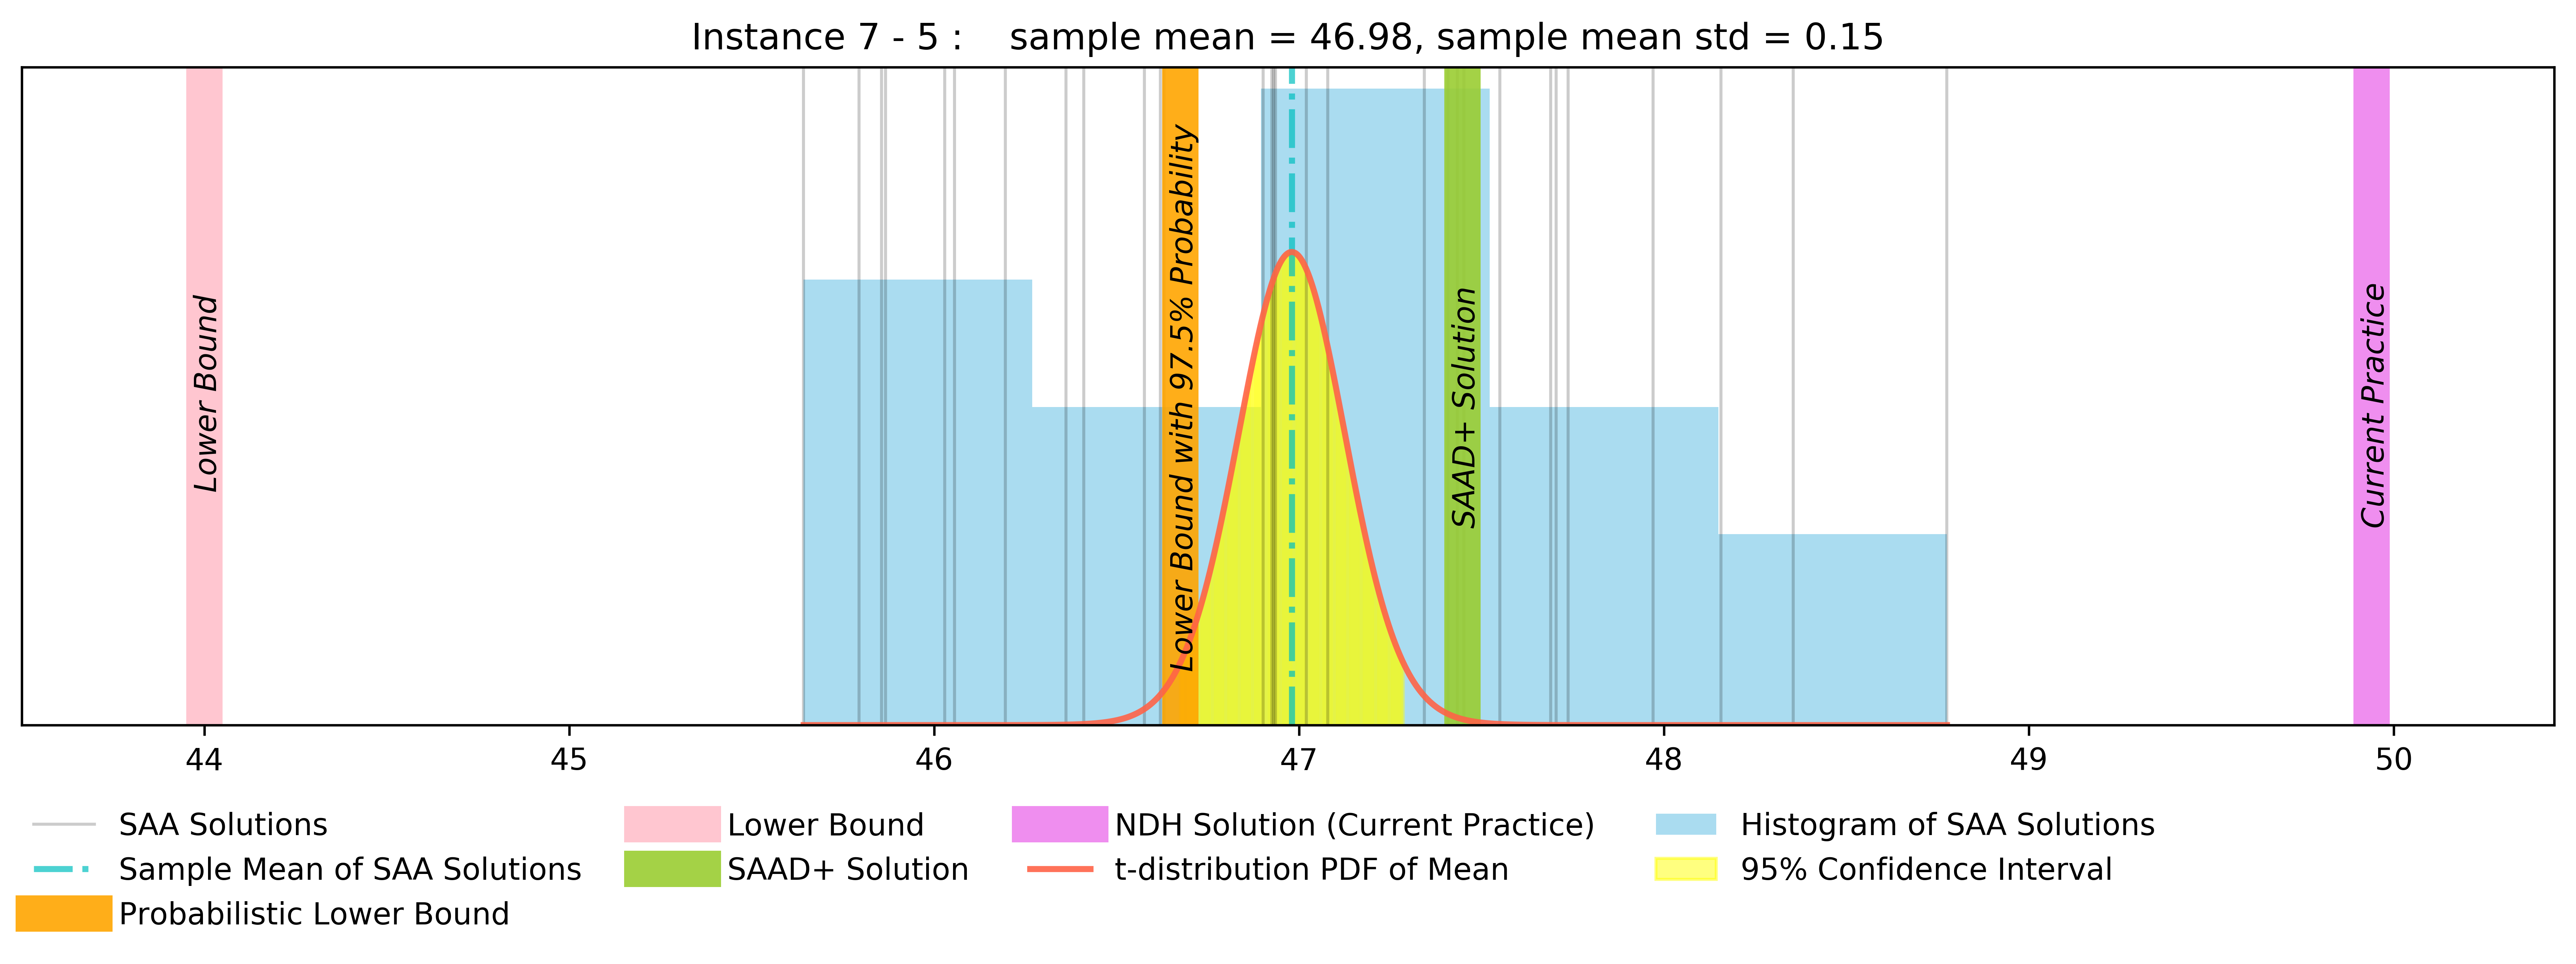 Instance 7 - 5 :    sample mean = 46.98, sample mean std = 0.15
Lower Bound
Lower Bound with 97.5% Probability
SAAD+ Solution
Current Practice
44 45 46 47 48 49 50
SAA Solutions
Sample Mean of SAA Solutions
Probabilistic Lower Bound
Lower Bound
SAAD+ Solution
NDH Solution (Current Practice)
t-distribution PDF of Mean
Histogram of SAA Solutions
95% Confidence Interval